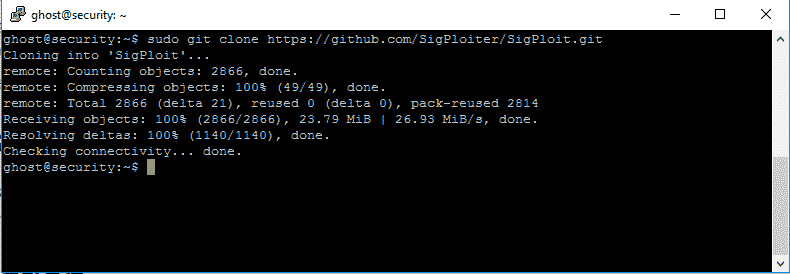 ghost@security: ~
ghost@security:~$ sudo git clone https://github.com/SigPloiter/SigPloit.git
Cloning into 'SigPloit'...
remote: Counting objects: 2866, done.
remote: Compressing objects: 100% (49/49), done.
remote: Total 2866 (delta 21), reused 0 (delta 0), pack-reused 2814
Receiving objects: 100% (2866/2866), 23.79 MiB | 26.93 MiB/s, done.
Resolving deltas: 100% (1140/1140), done.
Checking connectivity... done.
ghost@security:~$